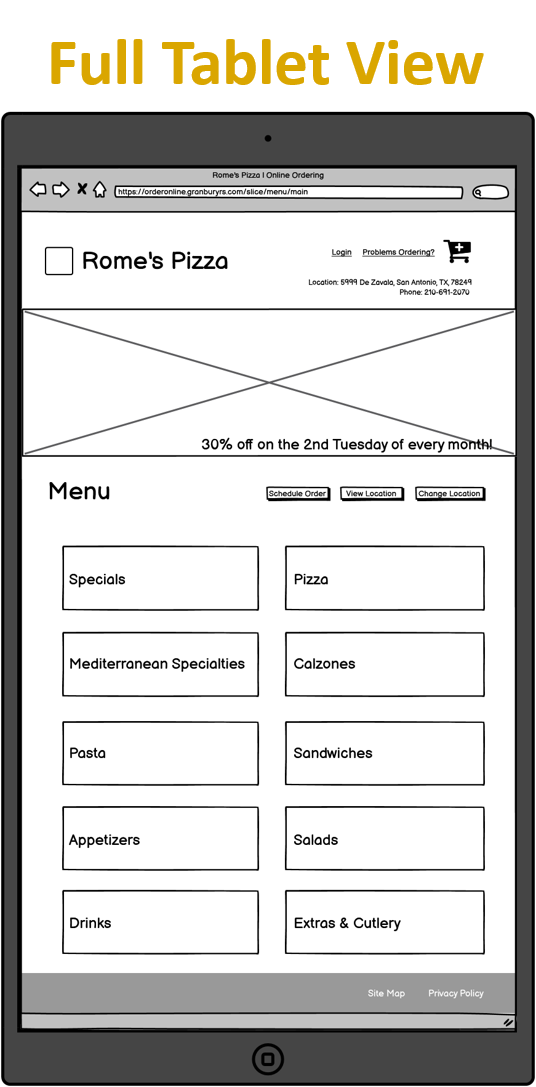 Full Tablet View
Rome's Pizza | Online Ordering
https://orderonline.granburyrs.com/slice/menu/main
Rome's Pizza
Login Problems Ordering?
Location: 5999 De Zavala, San Antonio, TX, 78249
Phone: 210-691-2070
30% off on the 2nd Tuesday of every month!
Menu
Schedule Order View Location Change Location
Specials
Pizza
Mediterranean Specialties
Calzones
Pasta
Sandwiches
Appetizers
Salads
Drinks
Extras & Cutlery
Site Map Privacy Policy